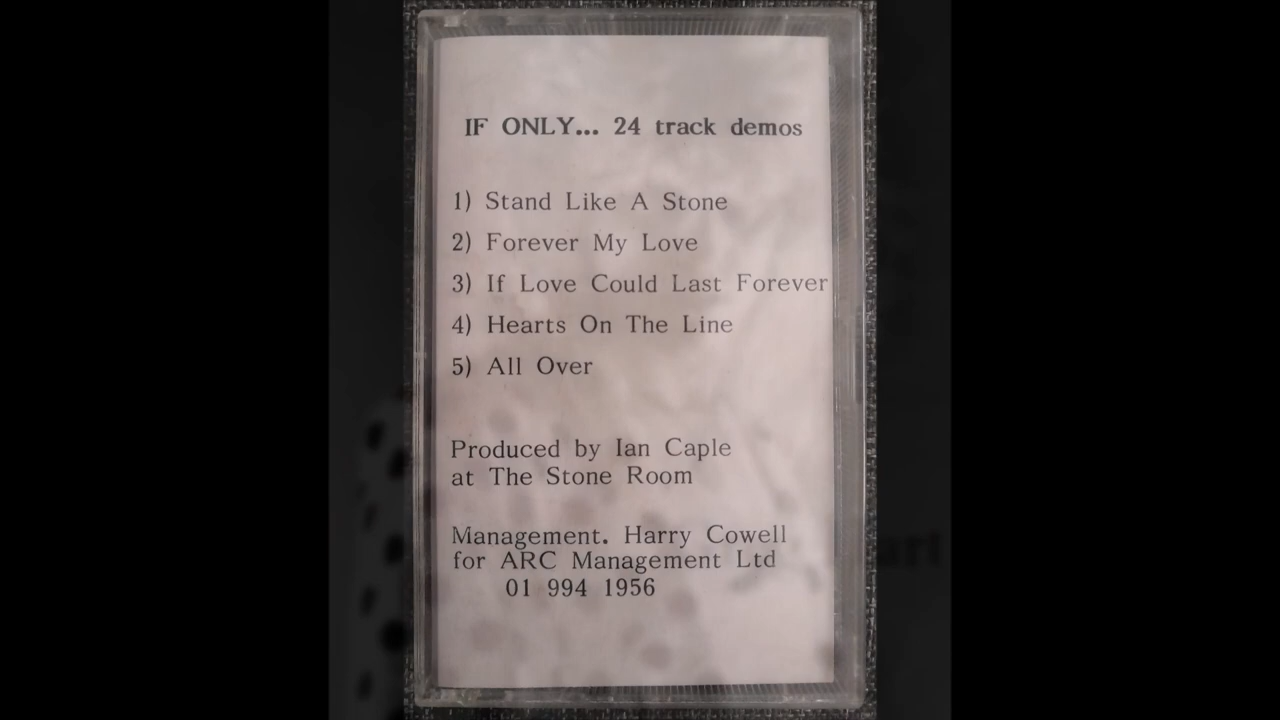 IF ONLY... 24 track demos
1) Stand Like A Stone
2) Forever My Love
3) If Love Could Last Forever
4) Hearts On The Line
5) All Over
Produced by Ian Caple
at The Stone Room
Management. Harry Cowell
for ARC Management Ltd
01 994 1956